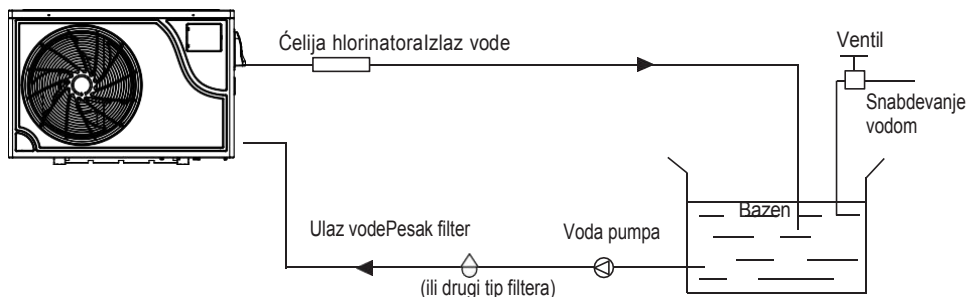 Ćelija hlorinatoraIzlaz vode
Ventil
Snabdevanje
vodom
Bazen
Ulaz vodePesak filter
Voda pumpa
(ili drugi tip filtera)